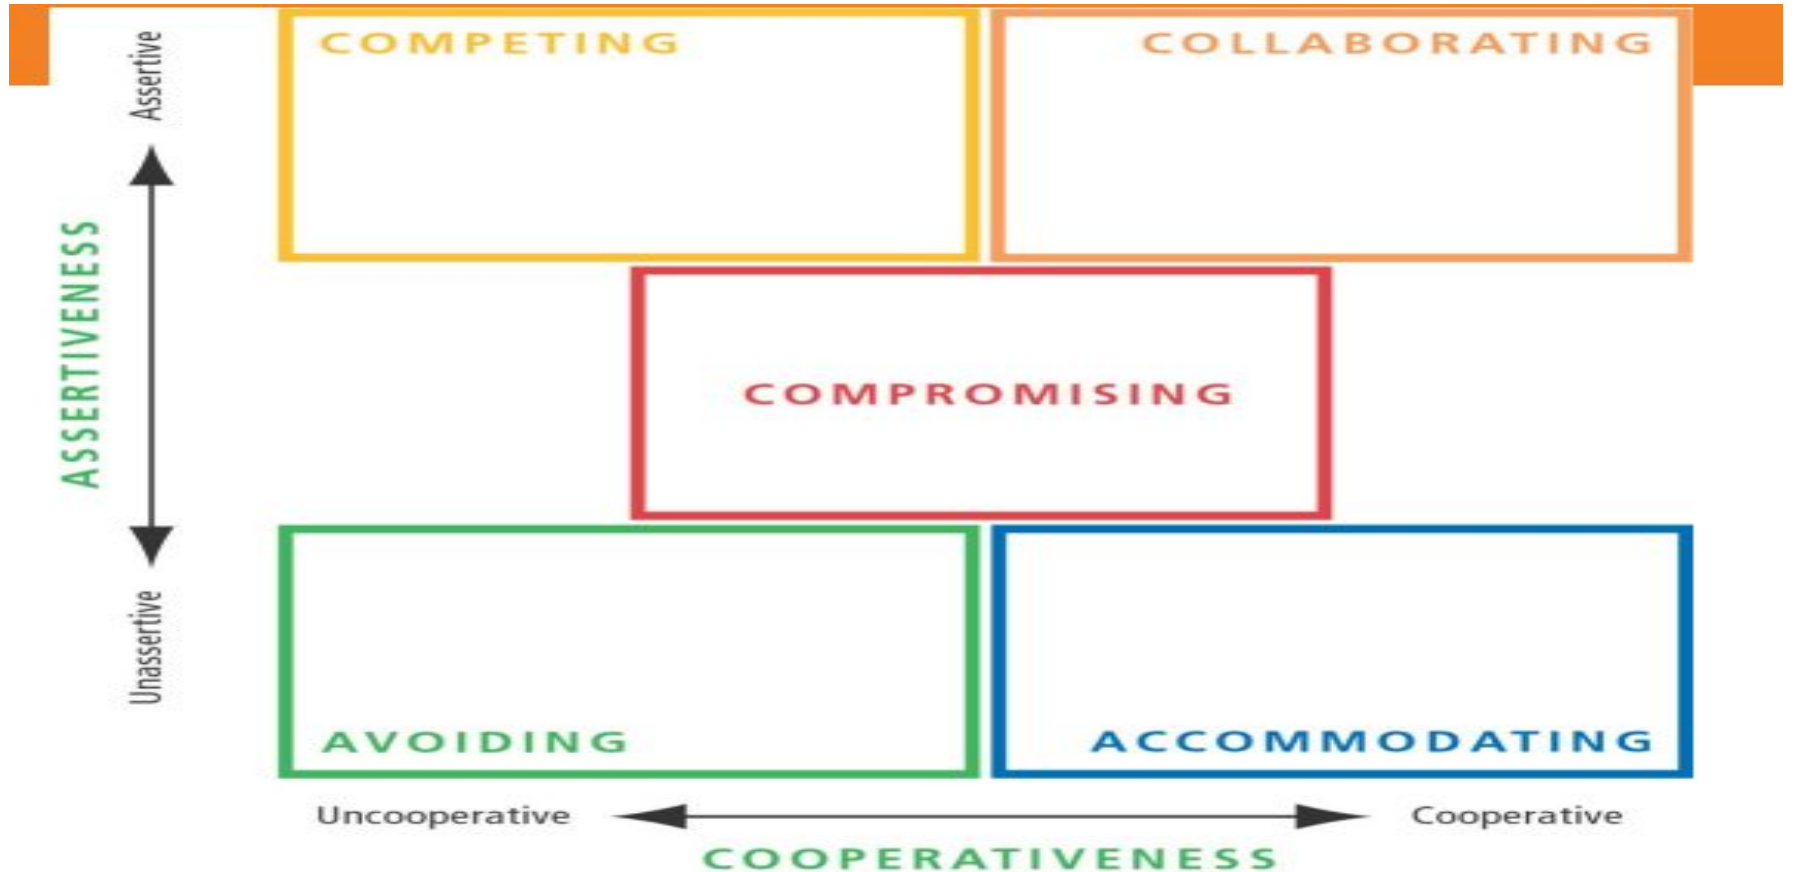 Assertive
COMPETING
COLLABORATING
ASSERTIVENESS
COMPROMISING
Unassertive
AVOIDING
ACCOMMODATING
Uncooperative
Cooperative
COOPERATIVENESS